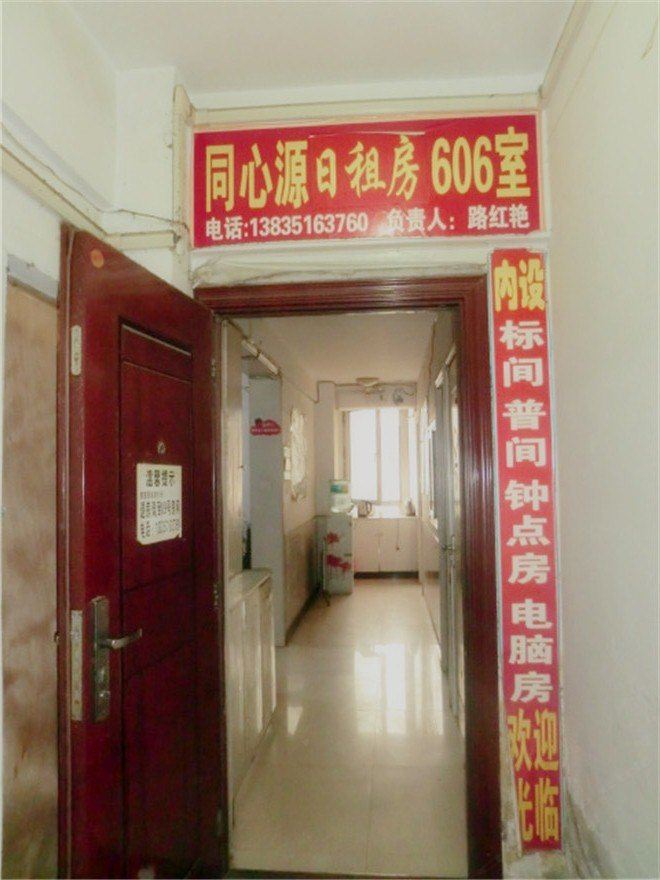 同心源日租房 606室
电话:13835163760 负责人：路红艳
内设
标间 普间 钟点房 电脑房
欢迎
光临
温馨提示